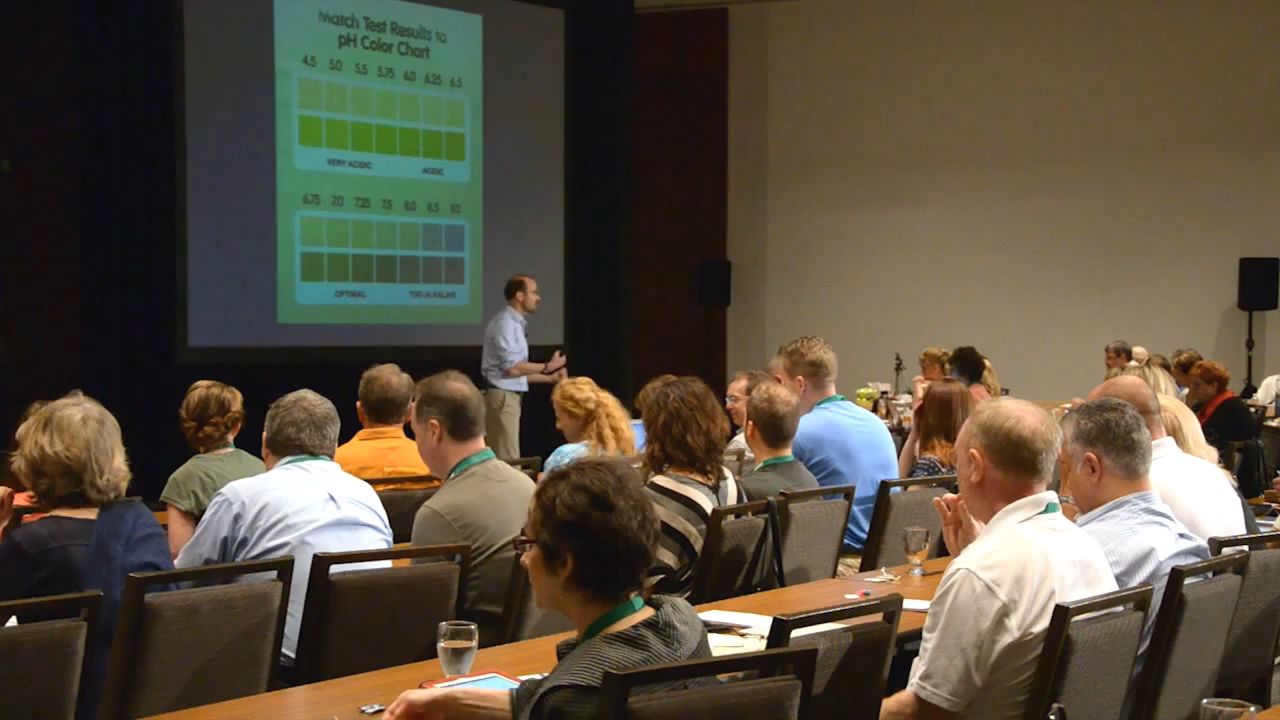 Match Test Results to
pH Color Chart
4.5 5.0 5.5 5.75 6.0 6.25 6.5
VERY ACIDIC ACIDIC
6.75 7.0 7.25 7.5 8.0 8.5 9.0
OPTIMAL TOO ALKALINE